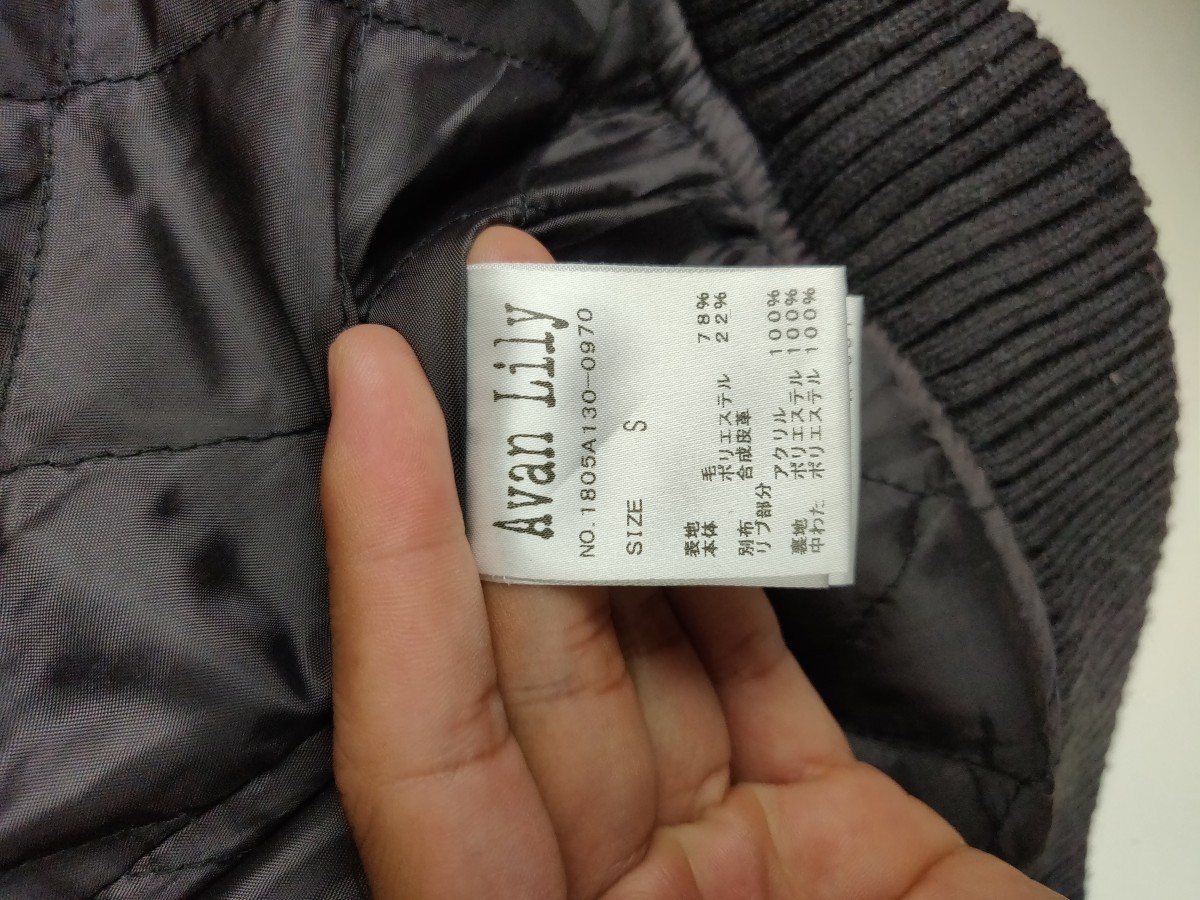 Avan Lily
NO.1805A130-0970
SIZE S
表地
本体 毛 78%
ポリエステル 22%
別布 合成皮革
リブ部分 アクリル 100%
裏地 ポリエステル 100%
中わた ポリエステル 100%